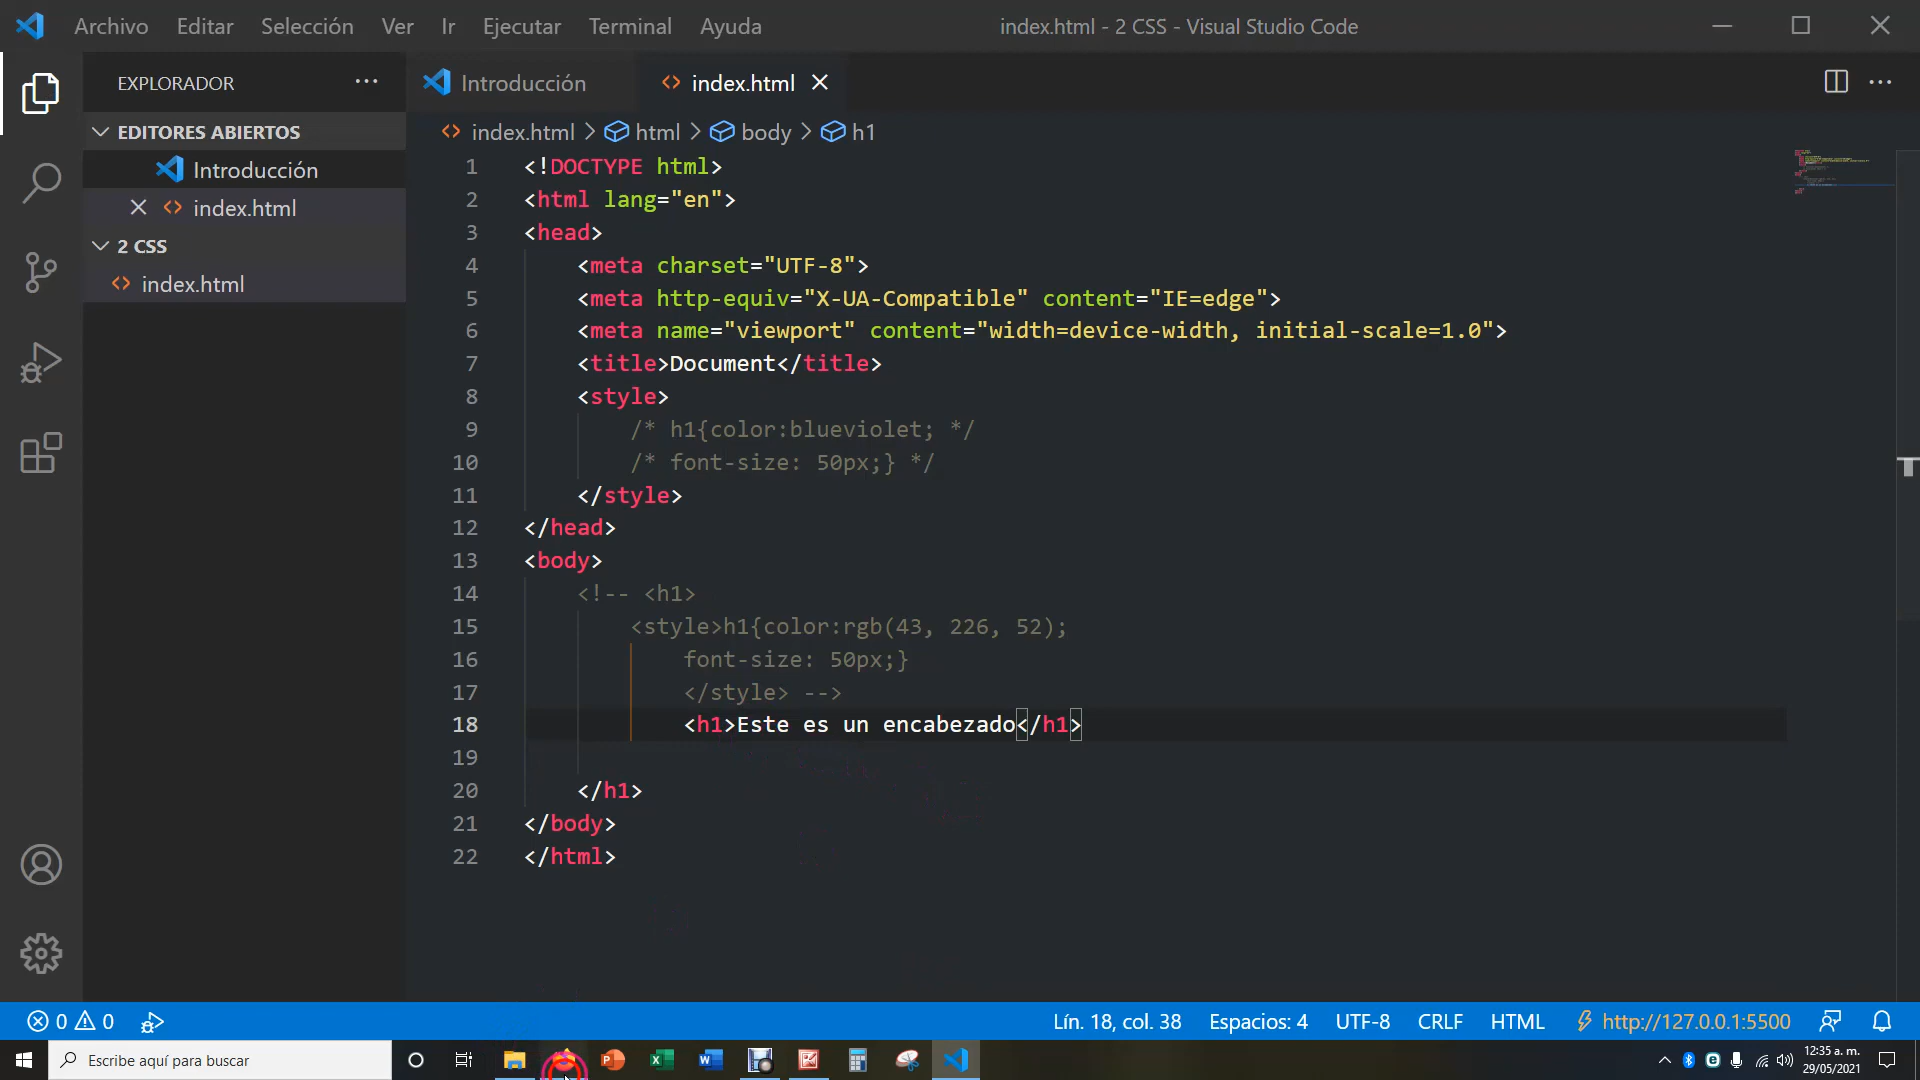 Archivo Editar Selección Ver Ir Ejecutar Terminal Ayuda index.html - 2 CSS - Visual Studio Code
EXPLORADOR
EDITORES ABIERTOS
Introducción
index.html
2 CSS
index.html
Introducción index.html
index.html > html > body > h1
1 <!DOCTYPE html>
2 <html lang="en">
3 <head>
4 <meta charset="UTF-8">
5 <meta http-equiv="X-UA-Compatible" content="IE=edge">
6 <meta name="viewport" content="width=device-width, initial-scale=1.0">
7 <title>Document</title>
8 <style>
9 /* h1{color:blueviolet; */
10 /* font-size: 50px;} */
11 </style>
12 </head>
13 <body>
14 <!-- <h1>
15 <style>h1{color:rgb(43, 226, 52);
16 font-size: 50px;}
17 </style> -->
18 <h1>Este es un encabezado</h1>
19
20 </h1>
21 </body>
22 </html>
0 0 Lín. 18, col. 38 Espacios: 4 UTF-8 CRLF HTML http://127.0.0.1:5500
Escribe aquí para buscar
12:35 a. m.
29/05/2021